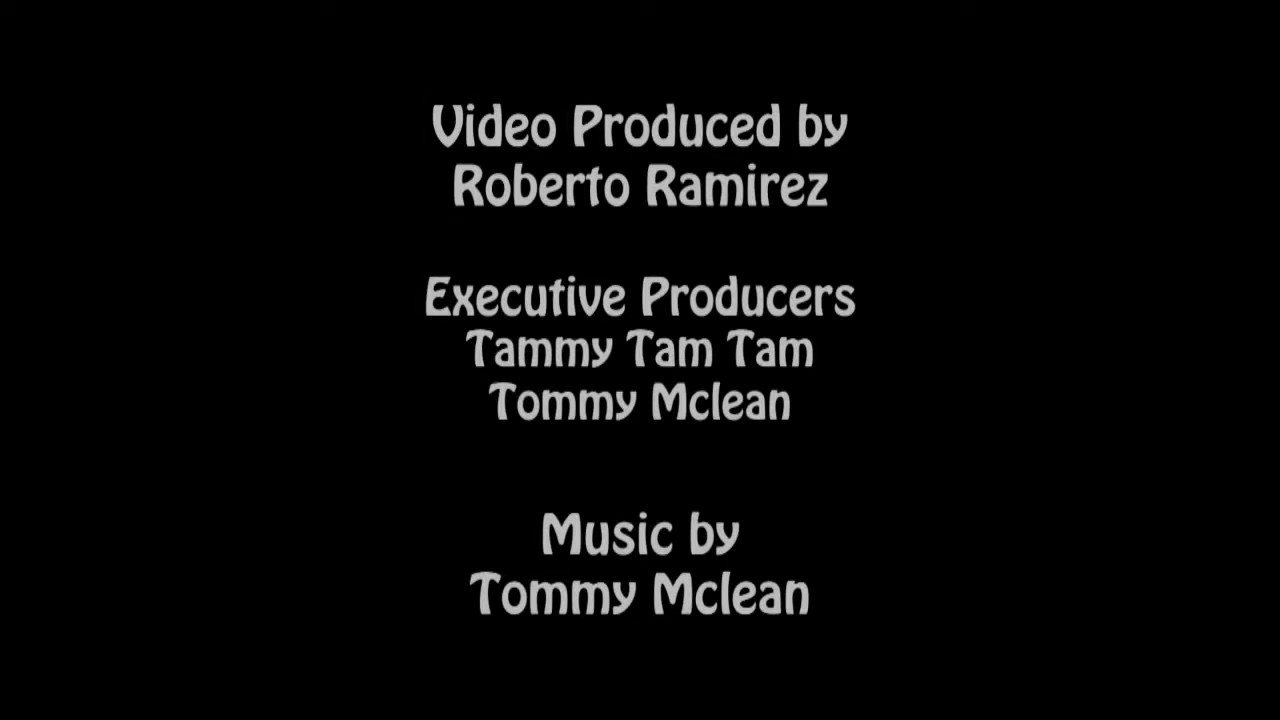 Video Produced by
Roberto Ramirez
Executive Producers
Tammy Tam Tam
Tommy Mclean
Music by
Tommy Mclean